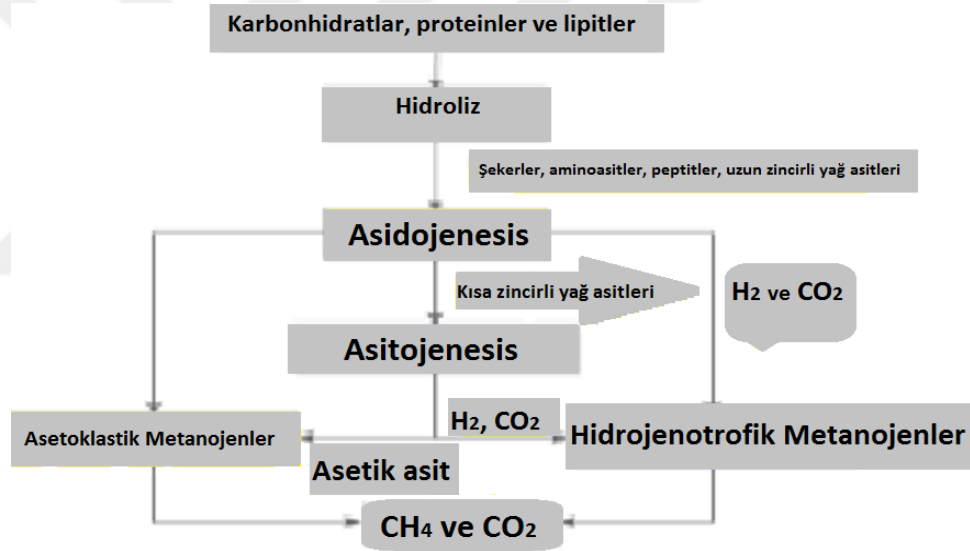 Karbonhidratlar, proteinler ve lipitler
Hidroliz
Şekerler, aminoasitler, peptitler, uzun zincirli yağ asitleri
Asidojenesis
Kısa zincirli yağ asitleri
H2 ve CO2
Asitojenesis
H2, CO2
Asetoklastik Metanojenler
Hidrojenotrofik Metanojenler
Asetik asit
CH4 ve CO2